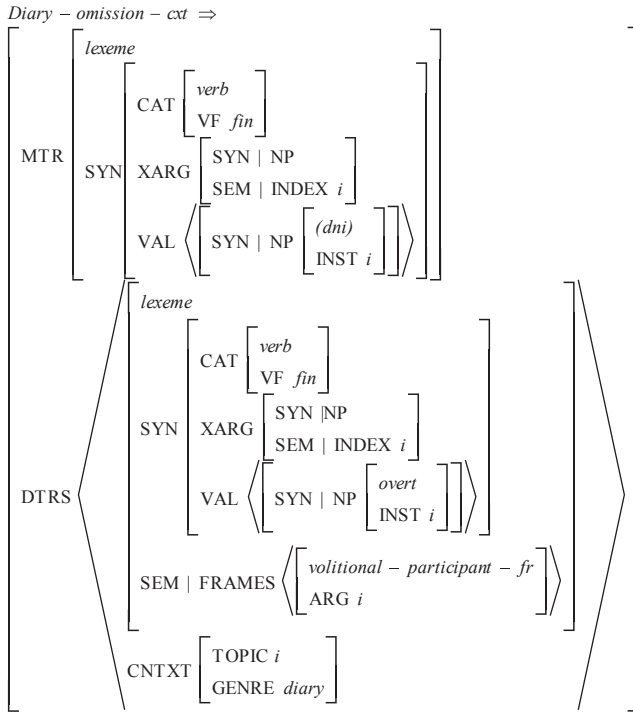 Diary – omission – cxt ⇒
lexeme
CAT verb
VF fin
MTR SYN XARG SYN | NP
SEM | INDEX i
VAL SYN | NP (dni)
INST i
lexeme
CAT verb
VF fin
SYN XARG SYN |NP
SEM | INDEX i
DTRS VAL SYN | NP overt
INST i
SEM | FRAMES volitional – participant – fr
ARG i
CNTXT TOPIC i
GENRE diary